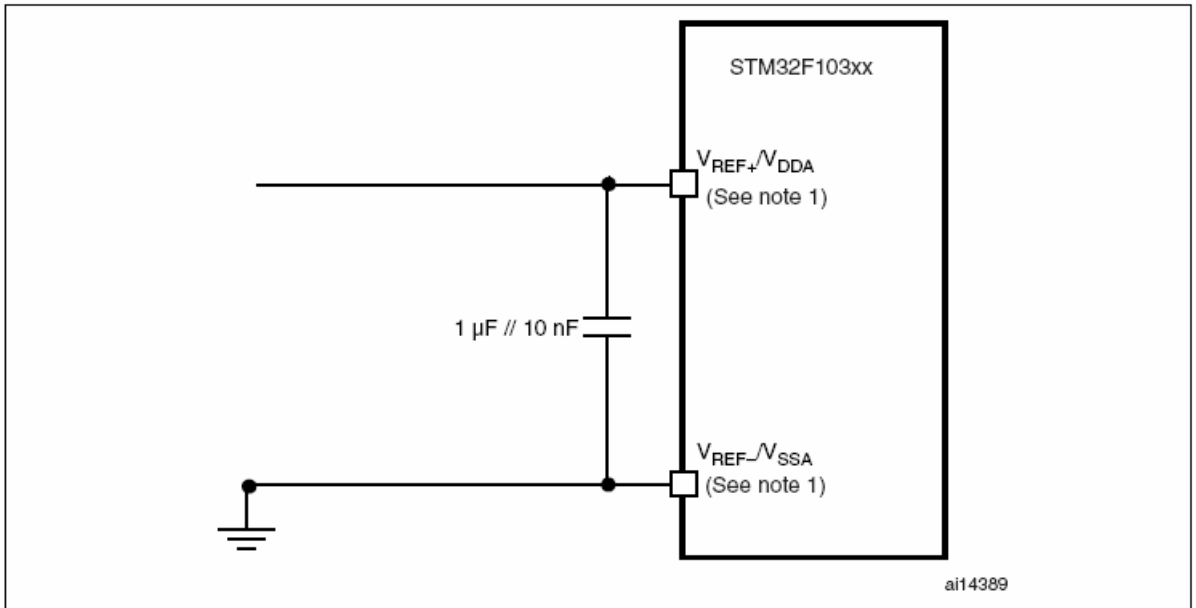 STM32F103xx
VREF+/VDDA
(See note 1)
1 µF // 10 nF
VREF–/VSSA
(See note 1)
ai14389